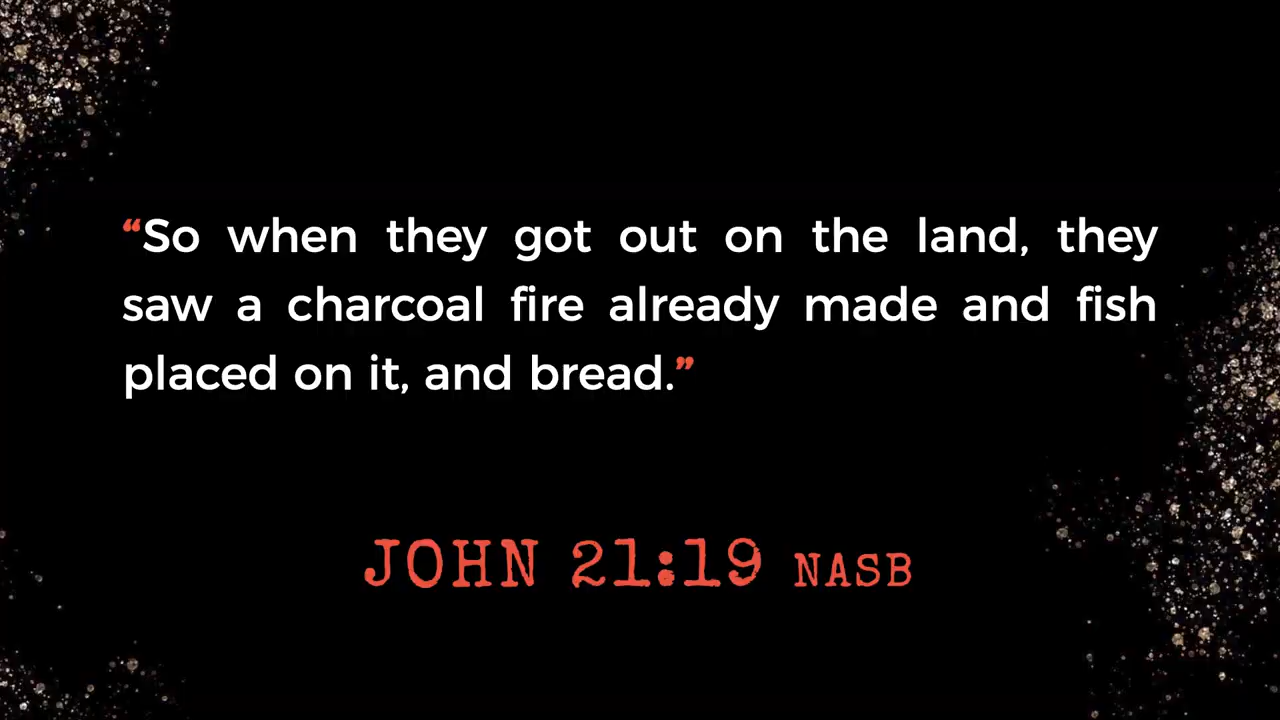 “So when they got out on the land, they
saw a charcoal fire already made and fish
placed on it, and bread.”
JOHN 21:19 NASB